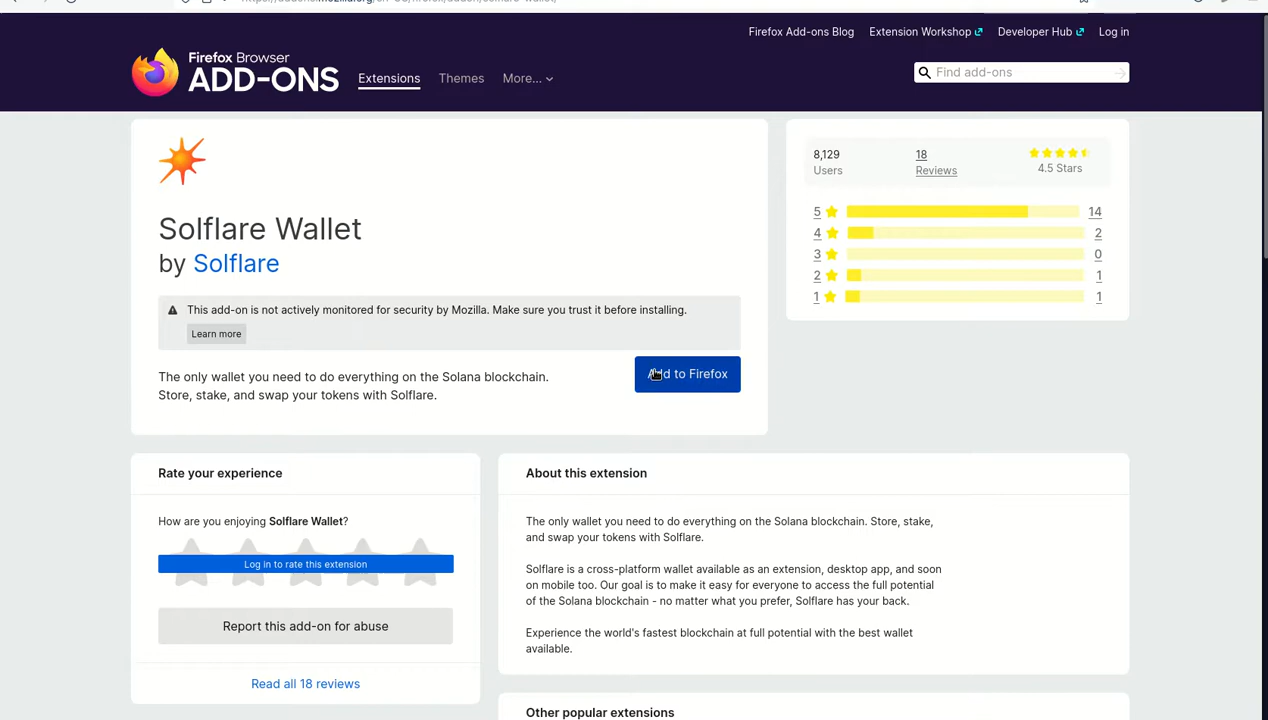 Firefox Add-ons Blog
Extension Workshop
Developer Hub
Log in
Firefox Browser
ADD-ONS
Extensions
Themes
More...
Find add-ons
Solflare Wallet
by Solflare
This add-on is not actively monitored for security by Mozilla. Make sure you trust it before installing.
Learn more
The only wallet you need to do everything on the Solana blockchain.
Store, stake, and swap your tokens with Solflare.
to Firefox
8,129
Users
18
Reviews
4.5 Stars
5 14
4 2
3 0
2 1
1 1
Rate your experience
How are you enjoying Solflare Wallet?
Log in to rate this extension
Report this add-on for abuse
Read all 18 reviews
About this extension
The only wallet you need to do everything on the Solana blockchain. Store, stake,
and swap your tokens with Solflare.
Solflare is a cross-platform wallet available as an extension, desktop app, and soon
on mobile too. Our goal is to make it easy for everyone to access the full potential
of the Solana blockchain - no matter what you prefer, Solflare has your back.
Experience the world's fastest blockchain at full potential with the best wallet
available.
Other popular extensions